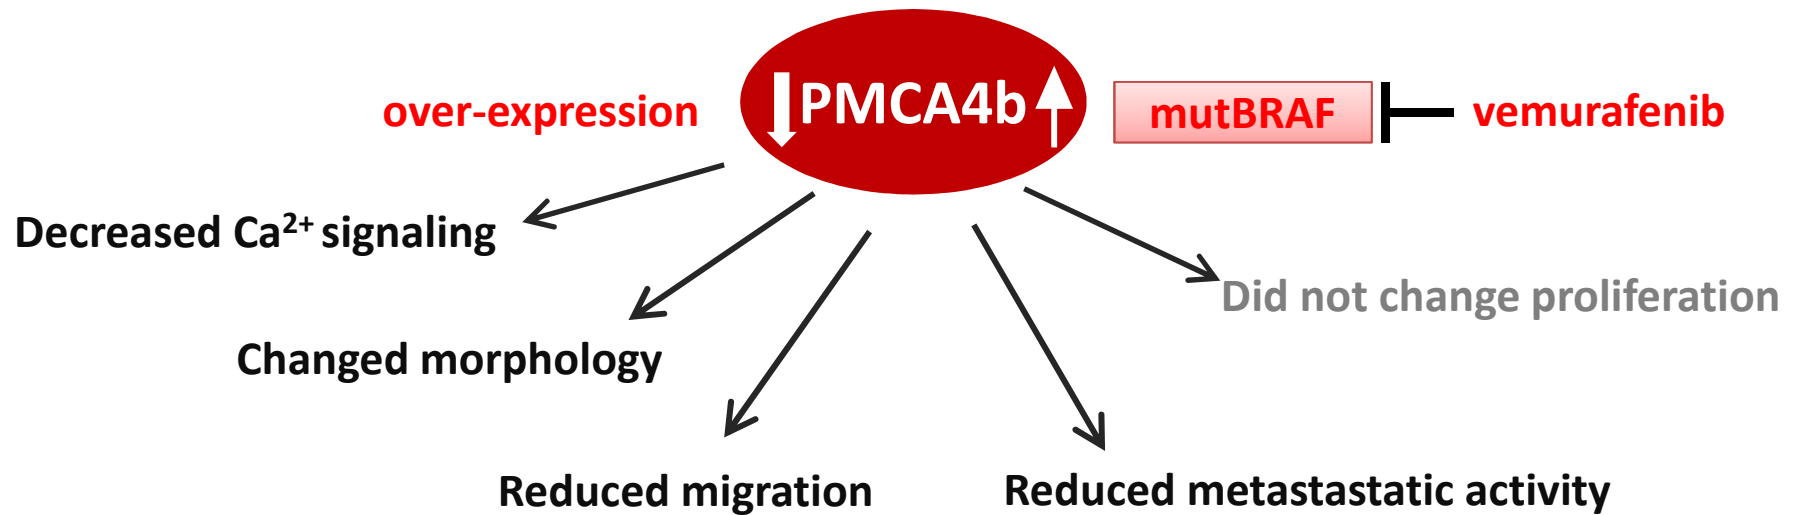 over-expression
PMCA4b
mutBRAF
vemurafenib
Decreased Ca²⁺ signaling
Did not change proliferation
Changed morphology
Reduced migration
Reduced metastastatic activity